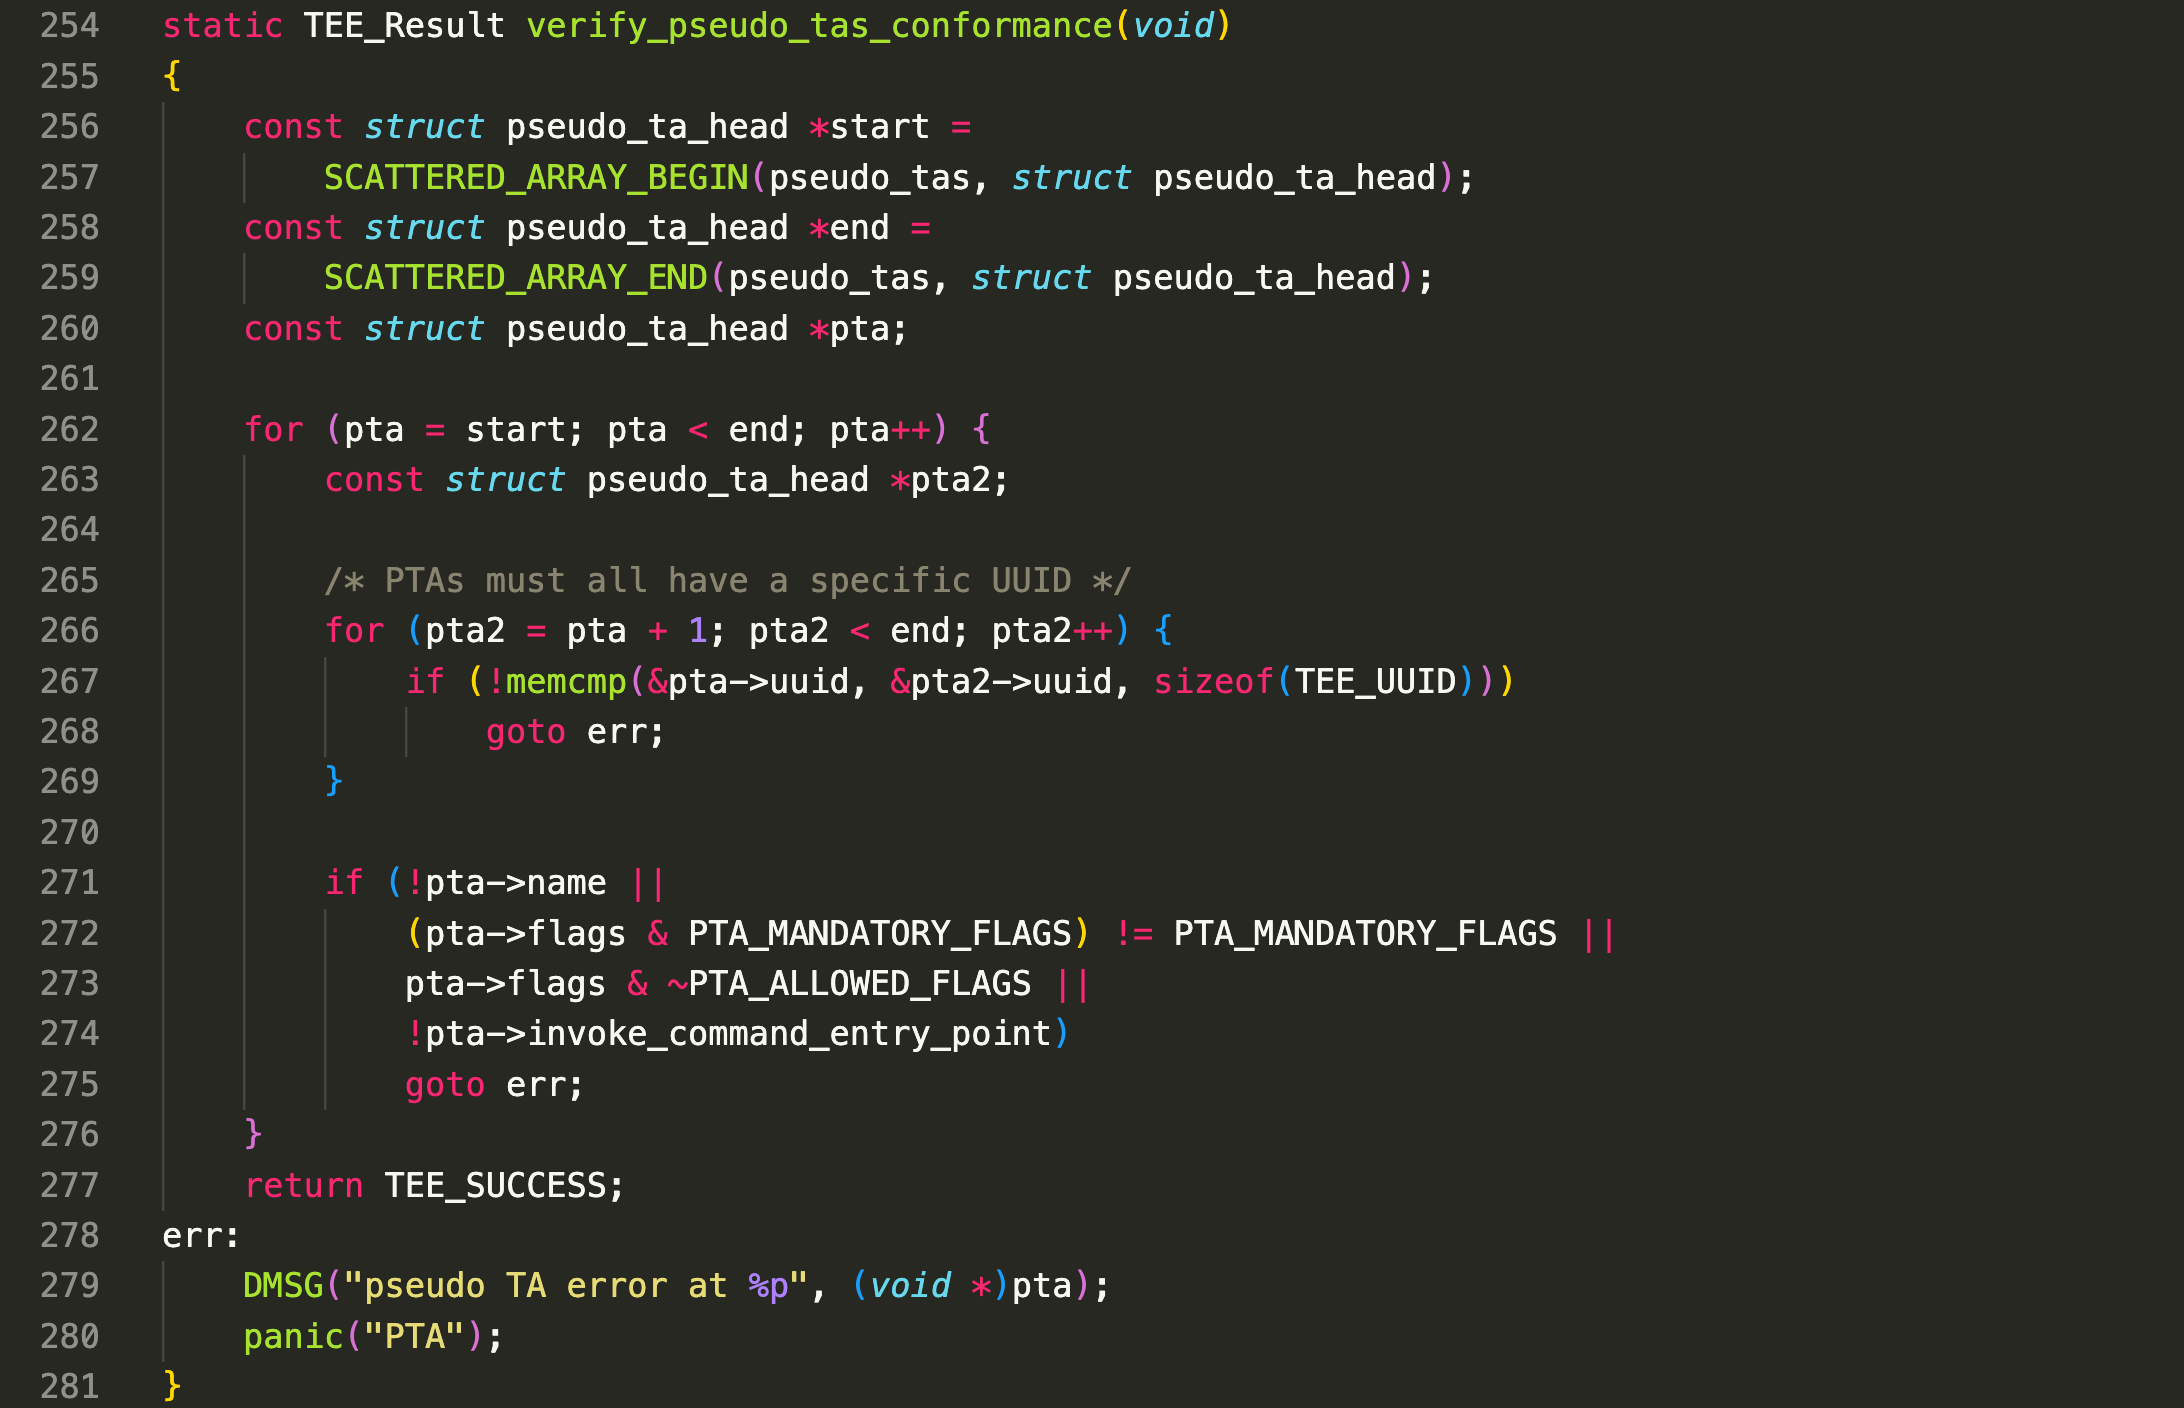 254 static TEE_Result verify_pseudo_tas_conformance(void)
255 {
256     const struct pseudo_ta_head *start =
257         SCATTERED_ARRAY_BEGIN(pseudo_tas, struct pseudo_ta_head);
258     const struct pseudo_ta_head *end =
259         SCATTERED_ARRAY_END(pseudo_tas, struct pseudo_ta_head);
260     const struct pseudo_ta_head *pta;
261
262     for (pta = start; pta < end; pta++) {
263         const struct pseudo_ta_head *pta2;
264
265         /* PTAs must all have a specific UUID */
266         for (pta2 = pta + 1; pta2 < end; pta2++) {
267             if (!memcmp(&pta->uuid, &pta2->uuid, sizeof(TEE_UUID)))
268                 goto err;
269         }
270
271         if (!pta->name ||
272             (pta->flags & PTA_MANDATORY_FLAGS) != PTA_MANDATORY_FLAGS ||
273             pta->flags & ~PTA_ALLOWED_FLAGS ||
274             !pta->invoke_command_entry_point)
275             goto err;
276     }
277     return TEE_SUCCESS;
278 err:
279     DMSG("pseudo TA error at %p", (void *)pta);
280     panic("PTA");
281 }